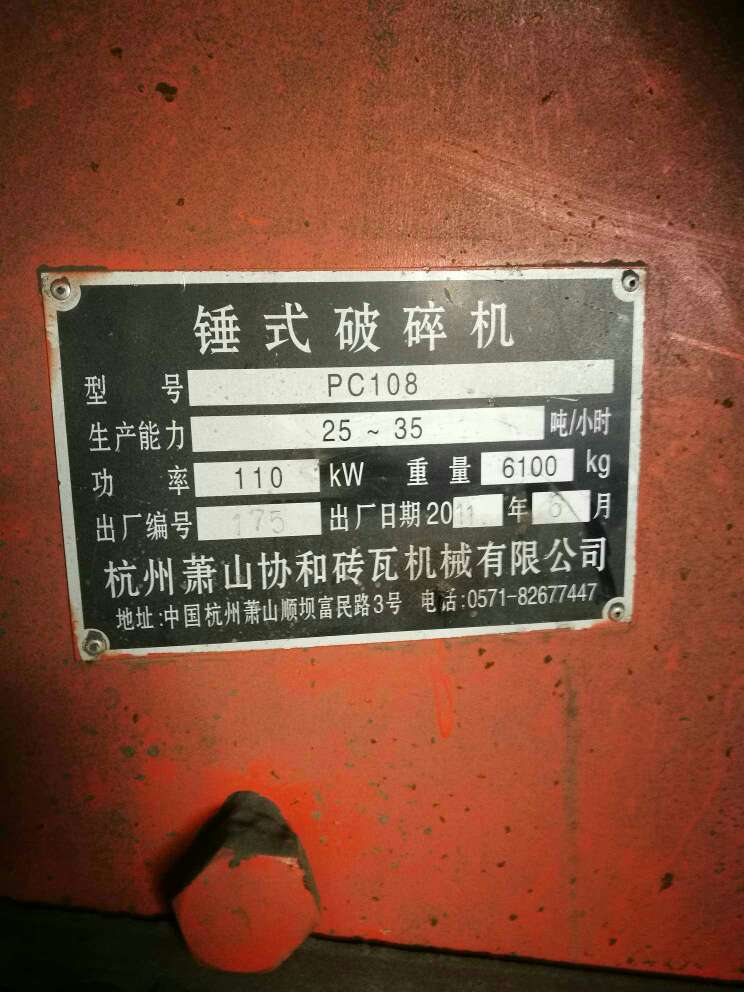 锤式破碎机
型号 PC108
生产能力 25 ~ 35 吨/小时
功率 110 kW 重量 6100 kg
出厂编号 175 出厂日期 2011 年 6 月
杭州萧山协和砖瓦机械有限公司
地址:中国杭州萧山顺坝富民路3号 电话:0571-82677447